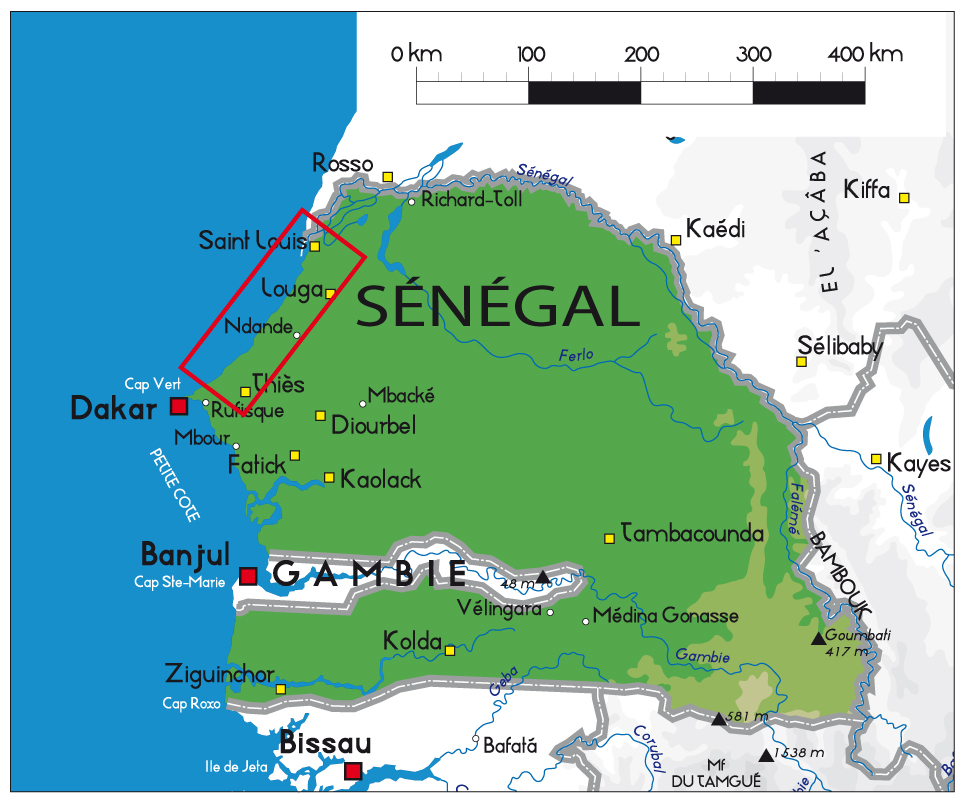 0 km 100 200 300 400 km
Rosso
Sénégal
Richard-Toll
Kiffa
EL 'AÇÂBA
Kaédi
Saint Louis
Louga
SÉNÉGAL
Ndande
Ferlo
Sélibaby
Cap Vert
Thiès
Dakar
Rufisque
Mbacké
Diourbel
Mbour
Fatick
Kaolack
Kayes
PETITE COTE
Sénégal
Falémé
Tambacounda
BAMBOUK
Banjul
Cap Ste-Marie
GAMBIE
48 m
Vélingara
Médina Gonasse
Goumbati
417 m
Kolda
Gambie
Ziguinchor
Geba
Cap Roxo
581 m
Bissau
Bafatá
Corubal
1538 m
Ile de Jeta
Mf
DU TAMGUÉ